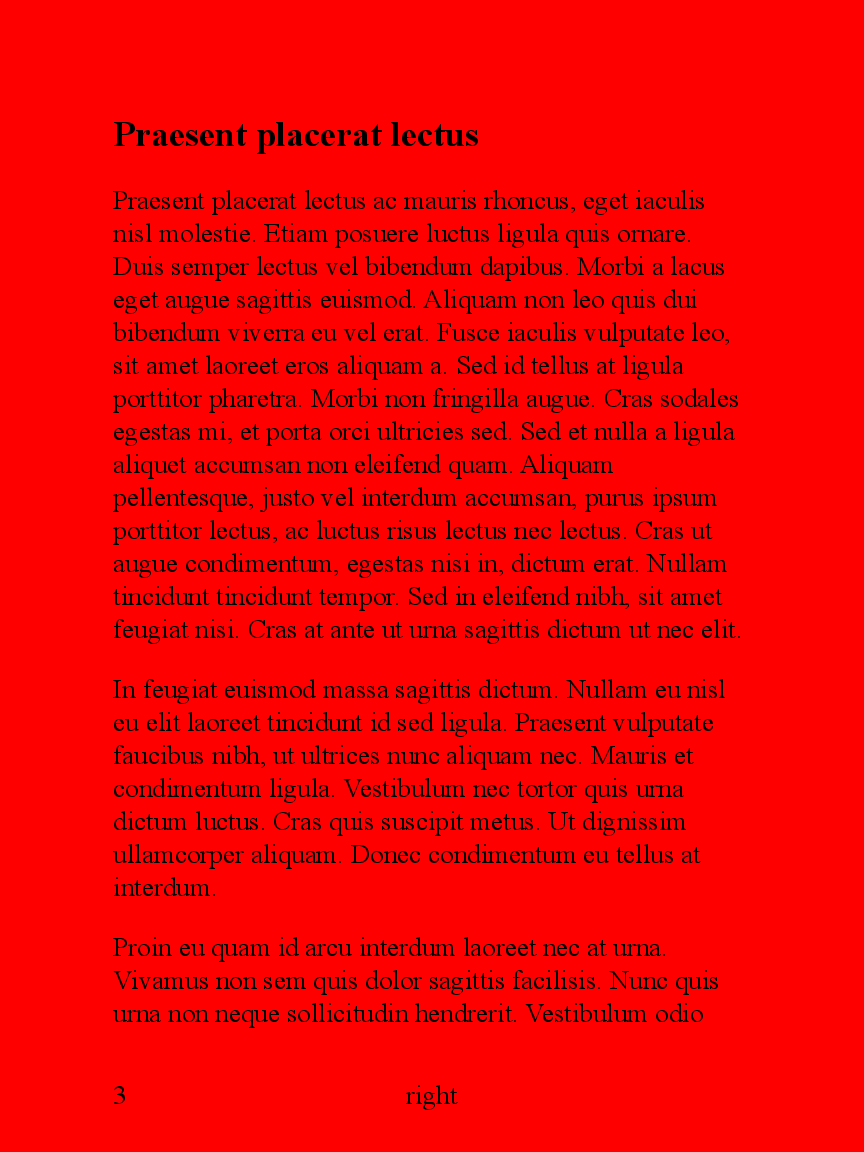 Praesent placerat lectus
Praesent placerat lectus ac mauris rhoncus, eget iaculis
nisl molestie. Etiam posuere luctus ligula quis ornare.
Duis semper lectus vel bibendum dapibus. Morbi a lacus
eget augue sagittis euismod. Aliquam non leo quis dui
bibendum viverra eu vel erat. Fusce iaculis vulputate leo,
sit amet laoreet eros aliquam a. Sed id tellus at ligula
porttitor pharetra. Morbi non fringilla augue. Cras sodales
egestas mi, et porta orci ultricies sed. Sed et nulla a ligula
aliquet accumsan non eleifend quam. Aliquam
pellentesque, justo vel interdum accumsan, purus ipsum
porttitor lectus, ac luctus risus lectus nec lectus. Cras ut
augue condimentum, egestas nisi in, dictum erat. Nullam
tincidunt tincidunt tempor. Sed in eleifend nibh, sit amet
feugiat nisi. Cras at ante ut urna sagittis dictum ut nec elit.
In feugiat euismod massa sagittis dictum. Nullam eu nisl
eu elit laoreet tincidunt id sed ligula. Praesent vulputate
faucibus nibh, ut ultrices nunc aliquam nec. Mauris et
condimentum ligula. Vestibulum nec tortor quis urna
dictum luctus. Cras quis suscipit metus. Ut dignissim
ullamcorper aliquam. Donec condimentum eu tellus at
interdum.
Proin eu quam id arcu interdum laoreet nec at urna.
Vivamus non sem quis dolor sagittis facilisis. Nunc quis
urna non neque sollicitudin hendrerit. Vestibulum odio
3 right